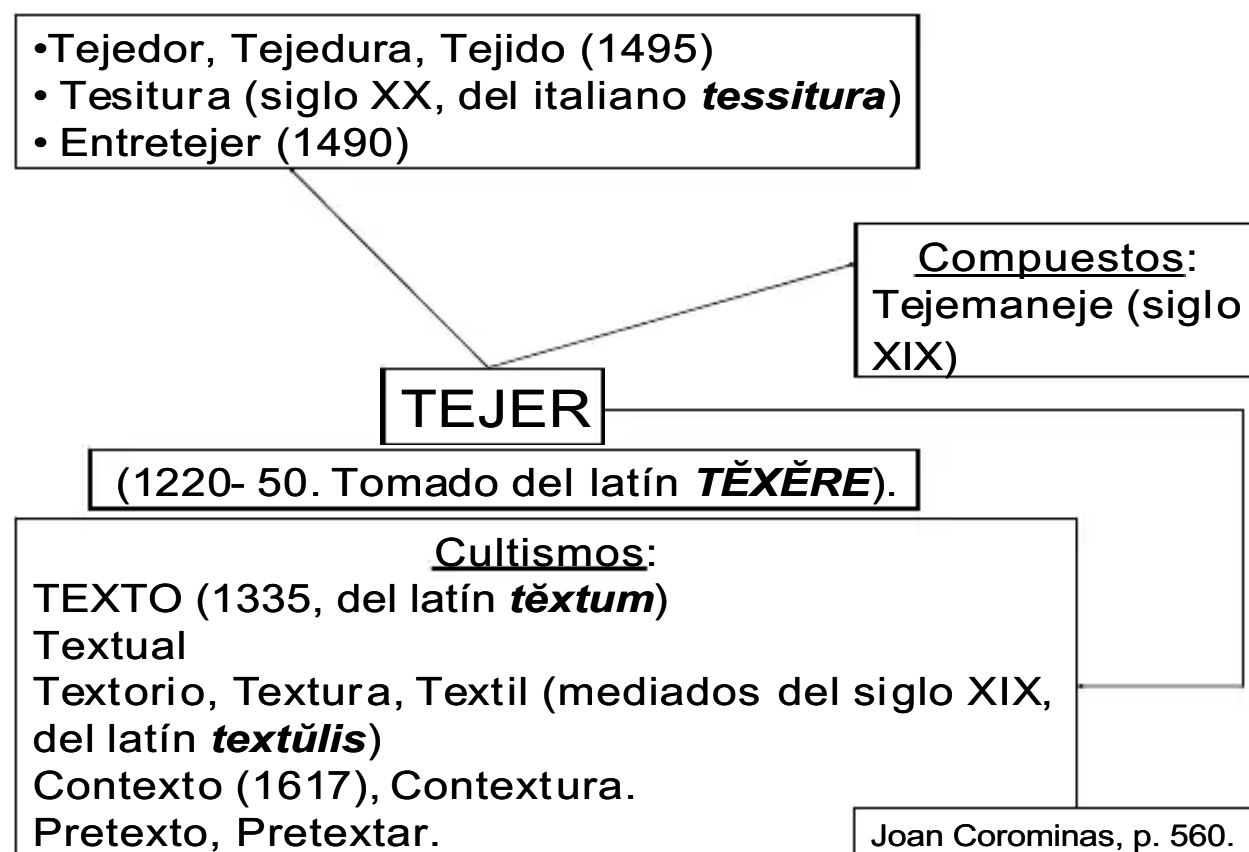 •Tejedor, Tejedura, Tejido (1495)
• Tesitura (siglo XX, del italiano tessitura)
• Entretejer (1490)
Compuestos:
Tejemaneje (siglo
XIX)
TEJER
(1220- 50. Tomado del latín TĔXĔRE).
Cultismos:
TEXTO (1335, del latín tĕxtum)
Textual
Textorio, Textura, Textil (mediados del siglo XIX,
del latín textŭlis)
Contexto (1617), Contextura.
Pretexto, Pretextar.
Joan Corominas, p. 560.